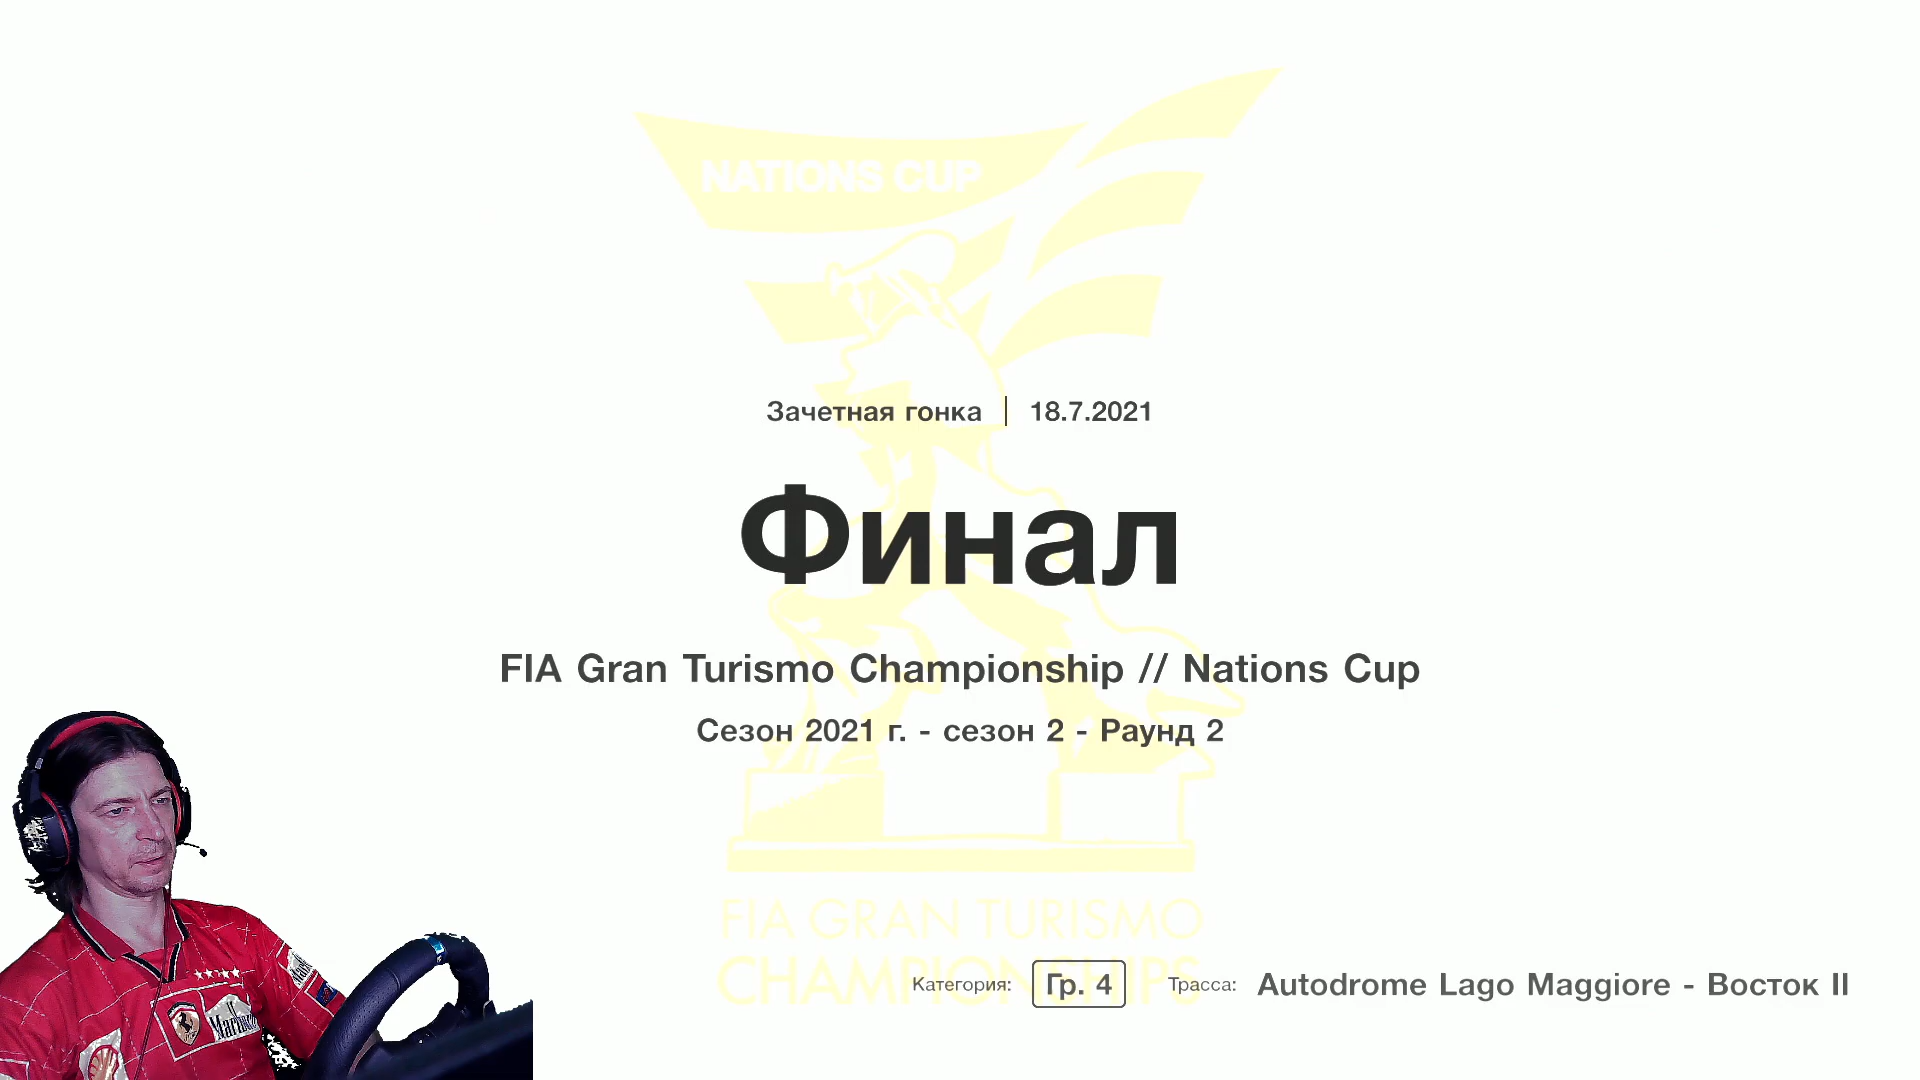 NATIONS CUP
Зачетная гонка | 18.7.2021
Финал
FIA Gran Turismo Championship // Nations Cup
Сезон 2021 г. - сезон 2 - Раунд 2
FIA GRAN TURISMO
CHAMPIONSHIPS
Категория: Гр. 4 Трасса: Autodrome Lago Maggiore - Восток II